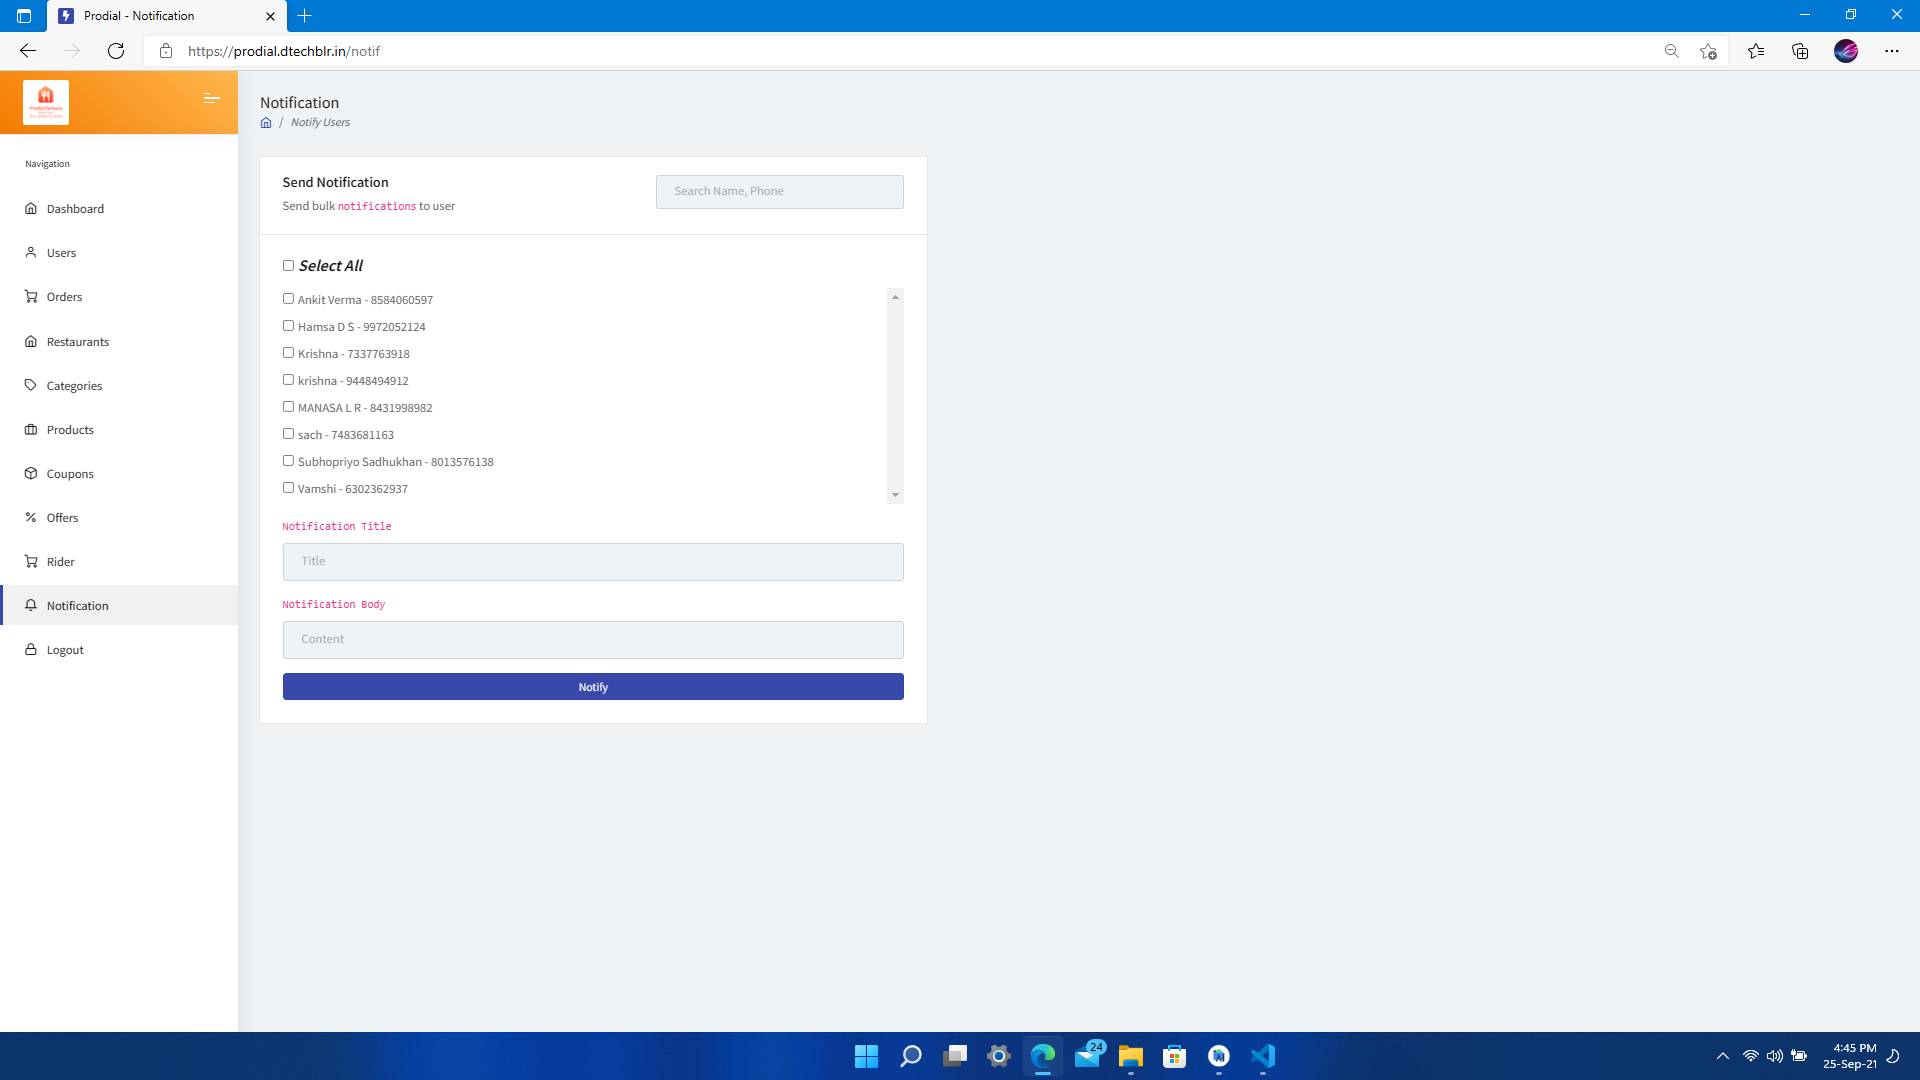 Prodial - Notification
https://prodial.dtechblr.in/notif
Navigation
Dashboard
Users
Orders
Restaurants
Categories
Products
Coupons
Offers
Rider
Notification
Logout
Notification
/ Notify Users
Send Notification
Search Name, Phone
Send bulk notifications to user
Select All
Ankit Verma - 8584060597
Hamsa D S - 9972052124
Krishna - 7337763918
krishna - 9448494912
MANASA L R - 8431998982
sach - 7483681163
Subhopriyo Sadhukhan - 8013576138
Vamshi - 6302362937
Notification Title
Title
Notification Body
Content
Notify
24
4:45 PM
25-Sep-21